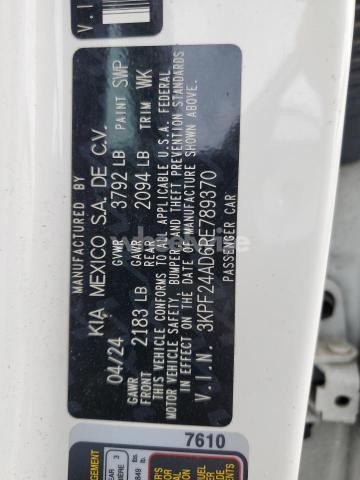 V.I.N
MANUFACTURED BY
KIA MEXICO S.A. DE C.V.
04/24 GVWR 3792 LB PAINT SWP
GAWR FRONT 2183 LB GAWR REAR 2094 LB TRIM WK
THIS VEHICLE CONFORMS TO ALL APPLICABLE U.S.A. FEDERAL
MOTOR VEHICLE SAFETY, BUMPER, AND THEFT PREVENTION STANDARDS
IN EFFECT ON THE DATE OF MANUFACTURE SHOWN ABOVE.
V.I.N. 3KPF24AD6RE789370
PASSENGER CAR
7610